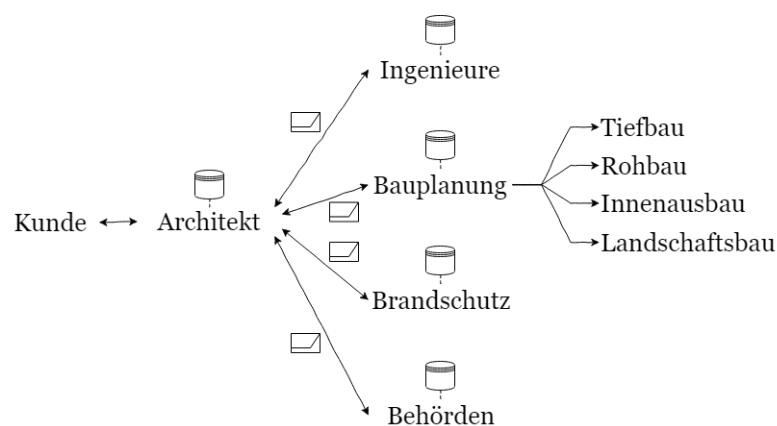 Ingenieure
Tiefbau
Bauplanung
Rohbau
Innenausbau
Kunde
Architekt
Landschaftsbau
Brandschutz
Behörden